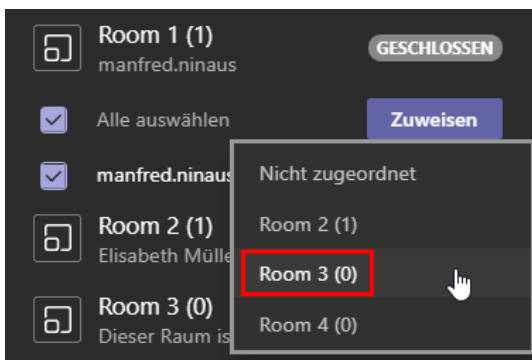 Room 1 (1)
manfred.ninaus
GESCHLOSSEN
Alle auswählen
Zuweisen
manfred.ninaus
Nicht zugeordnet
Room 2 (1)
Elisabeth Mülle
Room 2 (1)
Room 3 (0)
Room 3 (0)
Dieser Raum is
Room 4 (0)